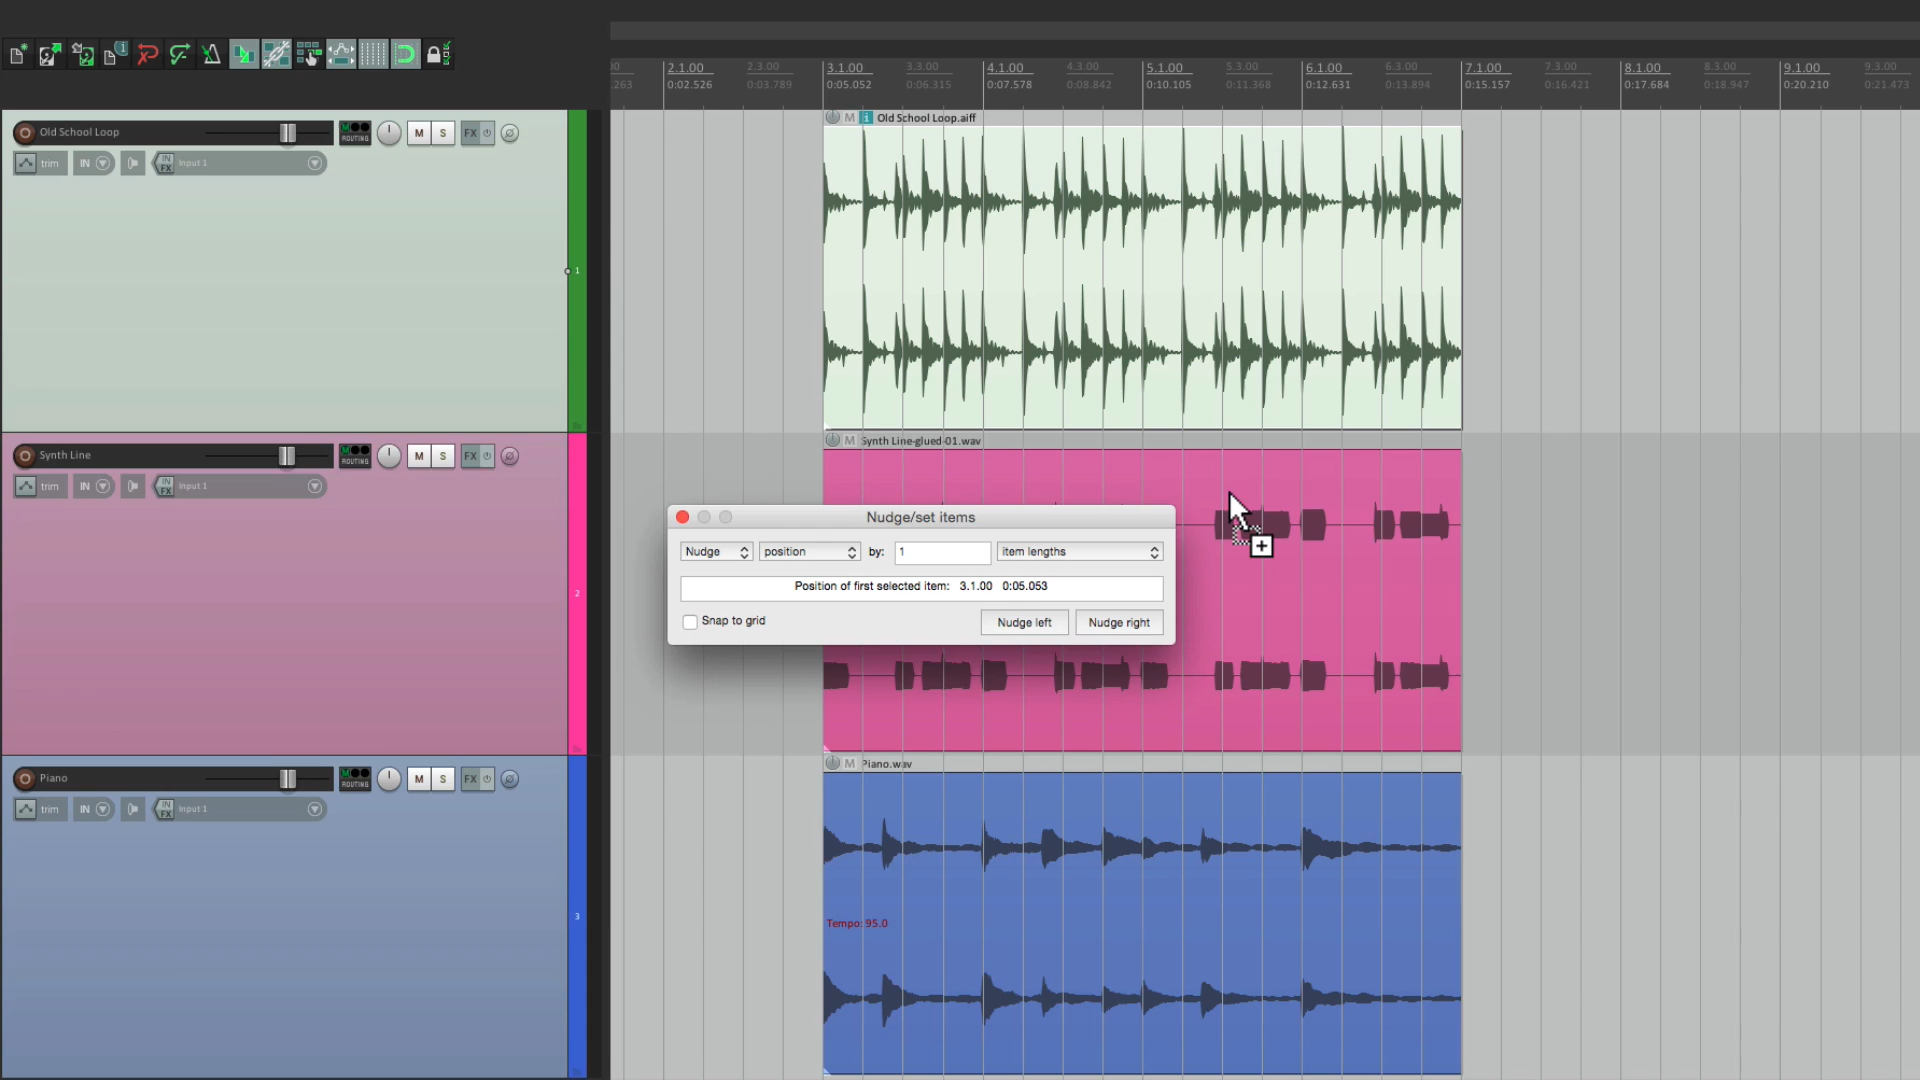 .263
2.1.00
0:02.526
2.3.00
0:03.789
3.1.00
0:05.052
3.3.00
0:06.315
4.1.00
0:07.578
4.3.00
0:08.842
5.1.00
0:10.105
5.3.00
0:11.368
6.1.00
0:12.631
6.3.00
0:13.894
7.1.00
0:15.157
7.3.00
0:16.421
8.1.00
0:17.684
8.3.00
0:18.947
9.1.00
0:20.210
9.3.00
0:21.473
Old School Loop
ROUTING
M
S
FX
trim
IN
IN FX
Input 1
1
M i Old School Loop.aiff
Synth Line
ROUTING
M
S
FX
trim
IN
IN FX
Input 1
2
M Synth Line-glued-01.wav
Nudge/set items
Nudge position by: 1 item lengths
Position of first selected item: 3.1.00 0:05.053
Snap to grid
Nudge left
Nudge right
Piano
ROUTING
M
S
FX
trim
IN
IN FX
Input 1
3
M Piano.wav
Tempo: 95.0